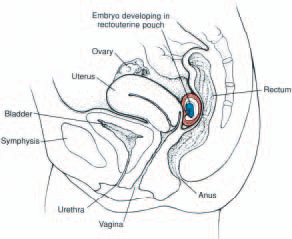 Embryo developing in
rectouterine pouch
Ovary
Uterus
Rectum
Bladder
Symphysis
Anus
Urethra
Vagina